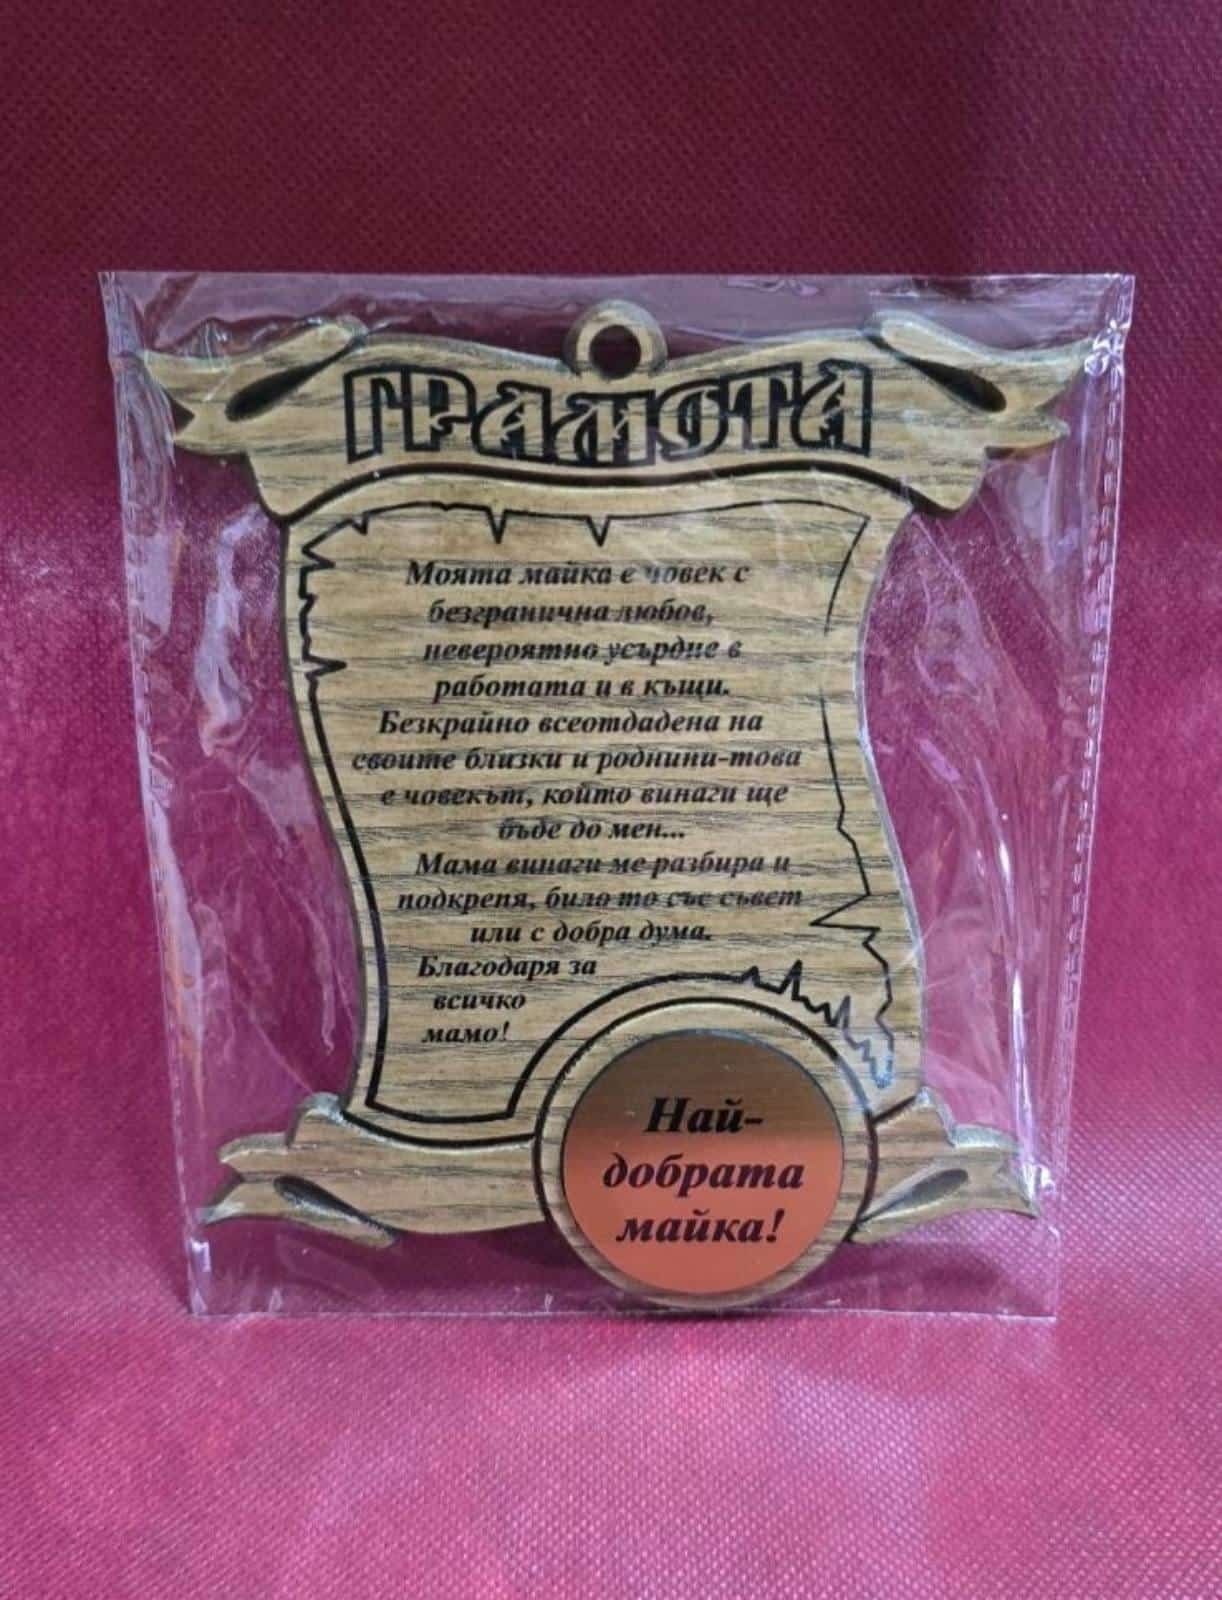 ГРАМОТА
Моята майка е човек с
безгранична любов,
невероятно усърдие в
работата и в къщи.
Безкрайно всеотдадена на
своите близки и роднини-това
е човекът, който винаги ще
бъде до мен...
Мама винаги ме разбира и
подкрепя, било то със съвет
или с добра дума.
Благодаря за
всичко
мамо!
Най-
добрата
майка!